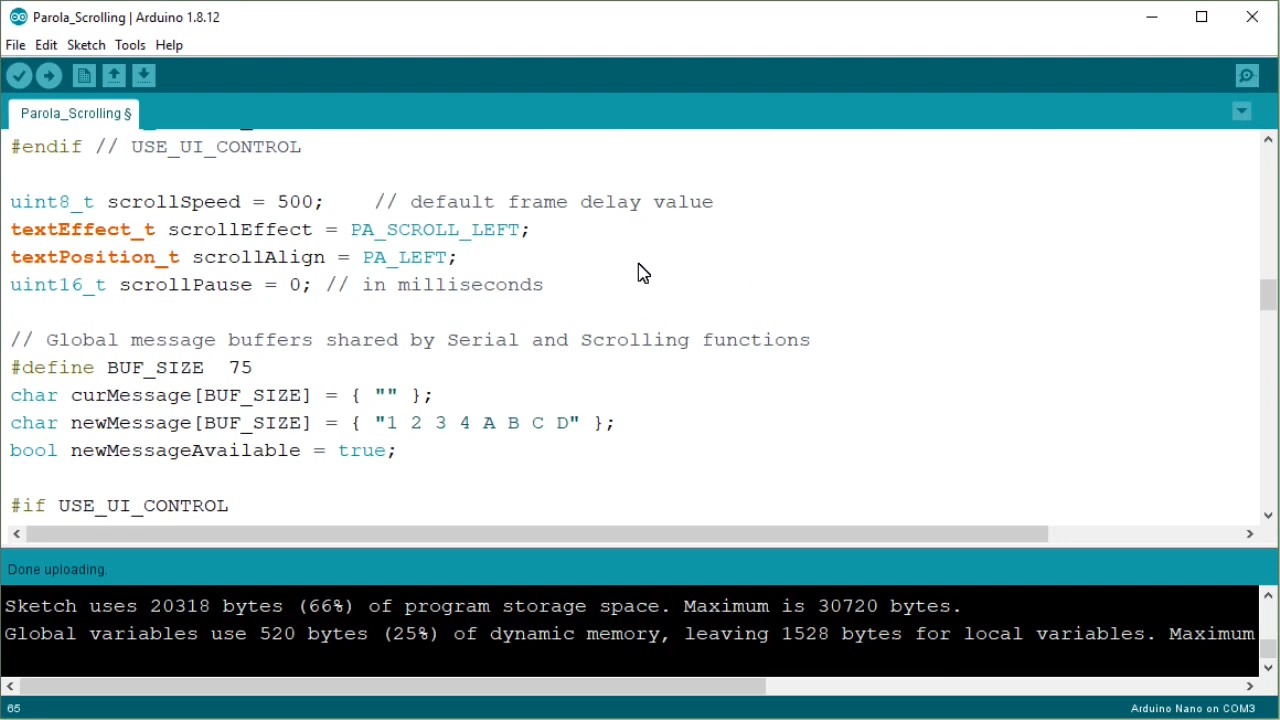 Parola_Scrolling | Arduino 1.8.12
File Edit Sketch Tools Help
Parola_Scrolling §
#endif // USE_UI_CONTROL
uint8_t scrollSpeed = 500;    // default frame delay value
textEffect_t scrollEffect = PA_SCROLL_LEFT;
textPosition_t scrollAlign = PA_LEFT;
uint16_t scrollPause = 0; // in milliseconds
// Global message buffers shared by Serial and Scrolling functions
#define BUF_SIZE  75
char curMessage[BUF_SIZE] = { "" };
char newMessage[BUF_SIZE] = { "1 2 3 4 A B C D" };
bool newMessageAvailable = true;
#if USE_UI_CONTROL
Done uploading.
Sketch uses 20318 bytes (66%) of program storage space. Maximum is 30720 bytes.
Global variables use 520 bytes (25%) of dynamic memory, leaving 1528 bytes for local variables. Maximum
65
Arduino Nano on COM3